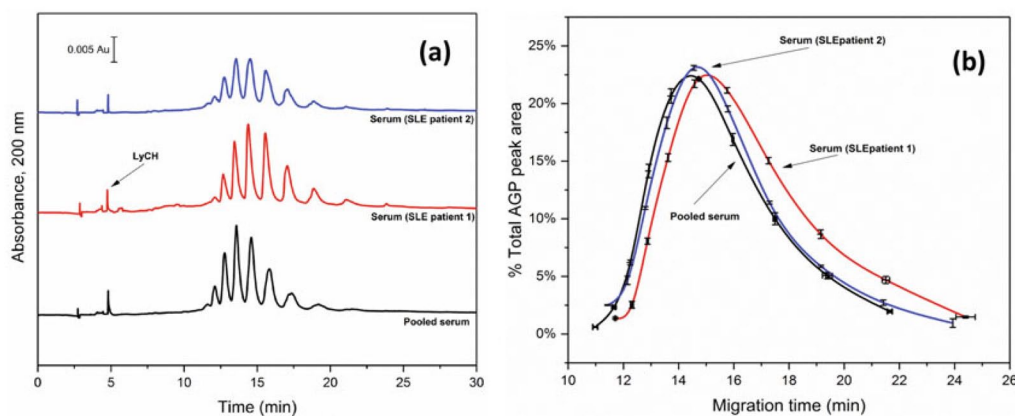 (a)
0.005 Au
Serum (SLE patient 2)
LyCH
Serum (SLE patient 1)
Pooled serum
Absorbance, 200 nm
0 5 10 15 20 25 30
Time (min)
(b)
Serum (SLEpatient 2)
Serum (SLEpatient 1)
Pooled serum
% Total AGP peak area
25%
20%
15%
10%
5%
0%
10 12 14 16 18 20 22 24 26
Migration time (min)